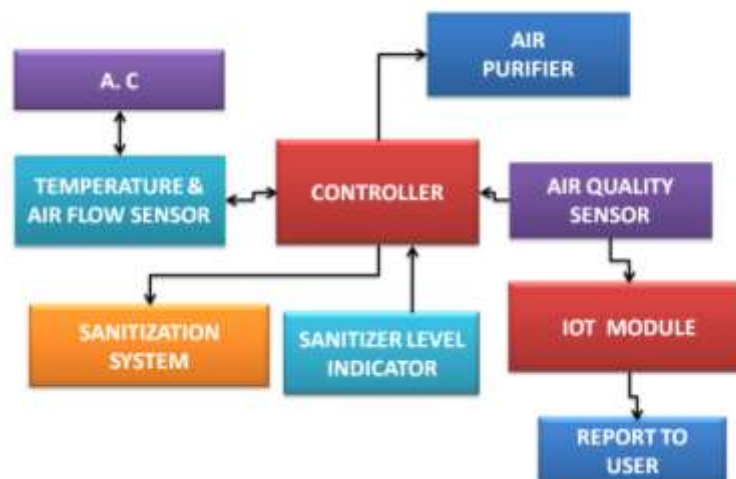 AIR
PURIFIER
A. C
TEMPERATURE &
AIR FLOW SENSOR
CONTROLLER
AIR QUALITY
SENSOR
SANITIZATION
SYSTEM
SANITIZER LEVEL
INDICATOR
IOT MODULE
REPORT TO
USER